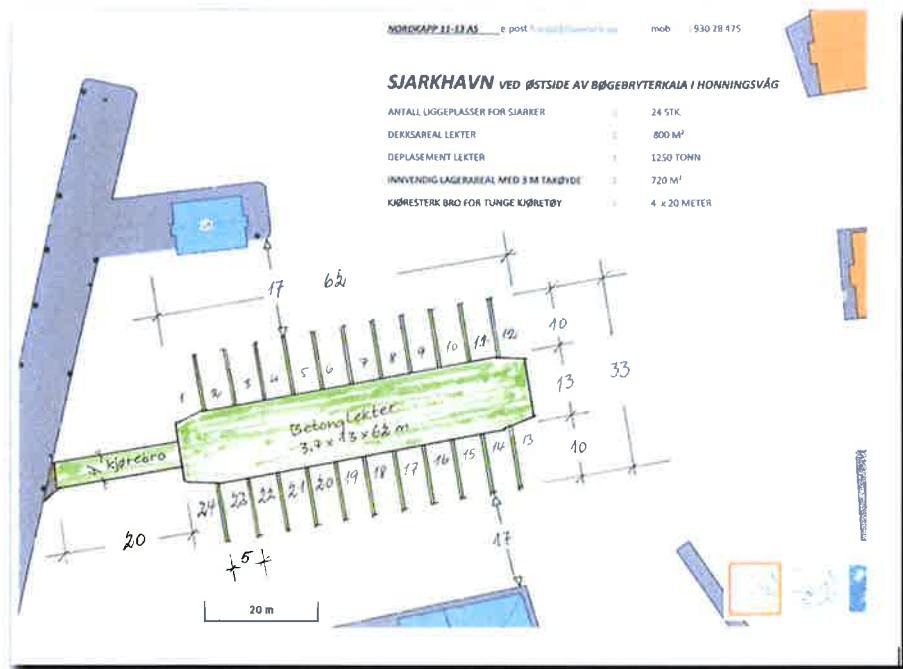 NORDKAPP 11-13 AS e post mob : 930 28 475
SJARKHAVN VED ØSTSIDE AV BØGEBRYTERKAIA I HONNINGSVÅG
ANTALL LIGGEPLASSER FOR SJARKER : 24 STK.
DEKKSAREAL LEKTER : 800 M²
DEPLASEMENT LEKTER : 1250 TONN
INNVENDIG LAGERAREAL MED 3 M TAKØYDE : 720 M²
KJØRESTERK BRO FOR TUNGE KJØRETØY : 4 x 20 METER
17 62
1 2 3 4 5 6 7 8 9 10 11 12
10
13 33
10
Betonglekter
3,7 x 13 x 62 m
4 kjørebro
24 23 22 21 20 19 18 17 16 15 14 13
20
5
17
20 m